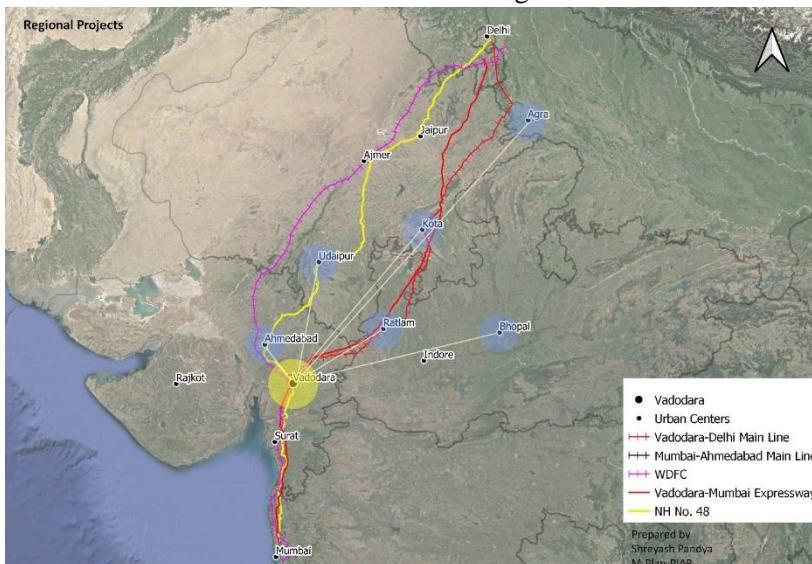 Regional Projects
Delhi
Agra
Jaipur
Ajmer
Kota
Udaipur
Ratlam
Bhopal
Ahmedabad
Indore
Vadodara
Rajkot
Surat
Mumbai
Vadodara
Urban Centers
Vadodara-Delhi Main Line
Mumbai-Ahmedabad Main Line
WDFC
Vadodara-Mumbai Expressway
NH No. 48
Prepared by
Shreyash Pandya